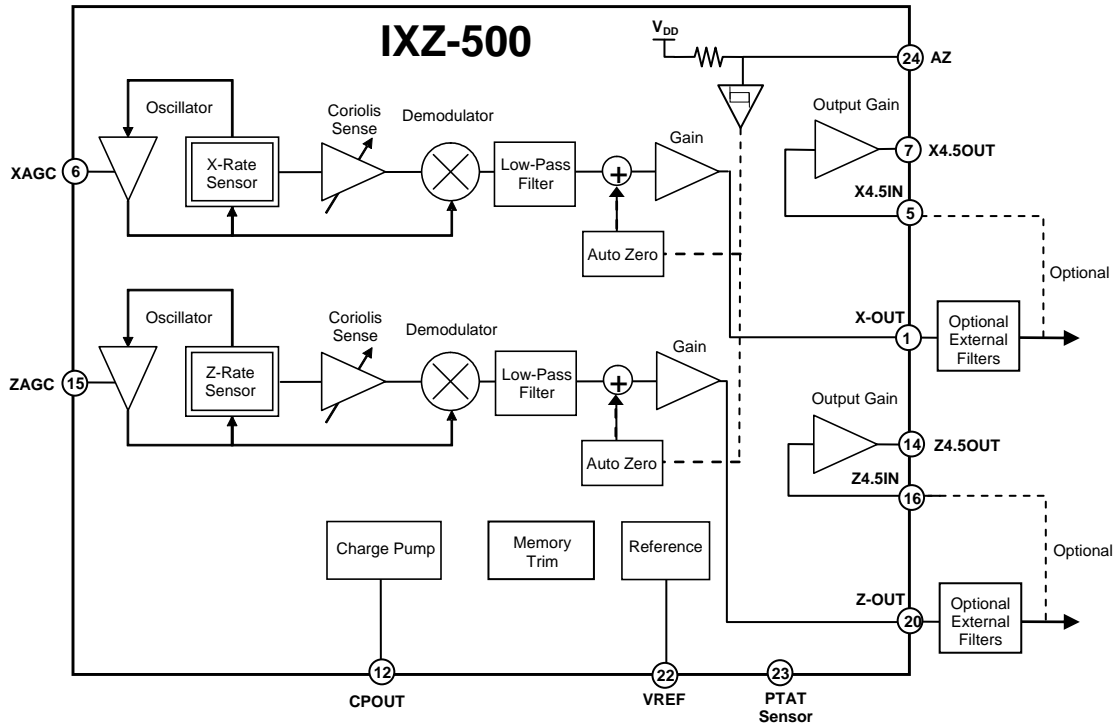 IXZ-500
VDD
24
AZ
Oscillator
Coriolis
Sense
Demodulator
Output Gain
Gain
XAGC
6
X-Rate
Sensor
Low-Pass
Filter
+
7
X4.5OUT
X4.5IN
5
Auto Zero
Optional
Oscillator
Coriolis
Sense
Demodulator
Gain
X-OUT
1
Optional
External
Filters
ZAGC
15
Z-Rate
Sensor
Low-Pass
Filter
+
Output Gain
14
Z4.5OUT
Auto Zero
Z4.5IN
16
Charge Pump
Memory
Trim
Reference
Optional
Z-OUT
20
Optional
External
Filters
12
CPOUT
22
VREF
23
PTAT
Sensor